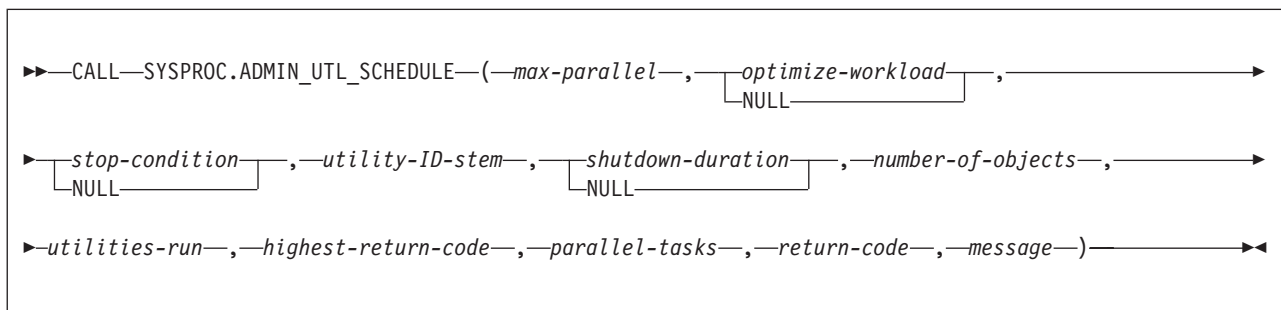 CALL SYSPROC.ADMIN_UTL_SCHEDULE ( max-parallel , optimize-workload ,
NULL
stop-condition , utility-ID-stem , shutdown-duration , number-of-objects ,
NULL NULL
utilities-run , highest-return-code , parallel-tasks , return-code , message )